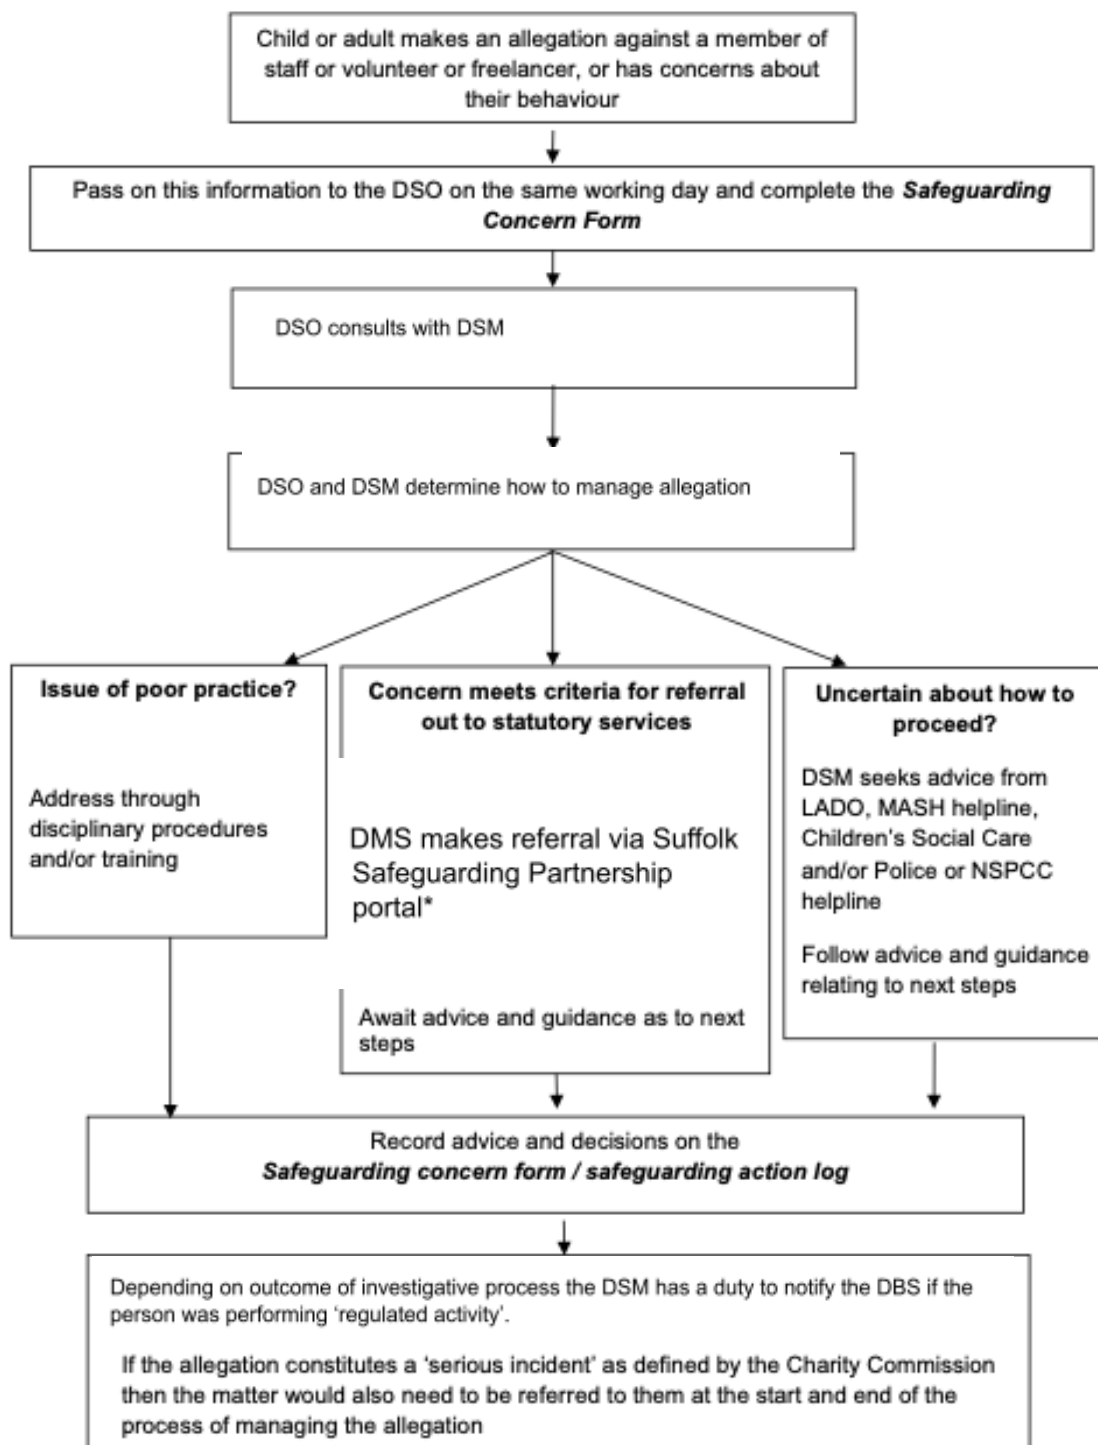 Child or adult makes an allegation against a member of
staff or volunteer or freelancer, or has concerns about
their behaviour
Pass on this information to the DSO on the same working day and complete the Safeguarding
Concern Form
DSO consults with DSM
DSO and DSM determine how to manage allegation
Issue of poor practice?
Address through
disciplinary procedures
and/or training
Concern meets criteria for referral
out to statutory services
DMS makes referral via Suffolk
Safeguarding Partnership
portal*
Await advice and guidance as to next
steps
Uncertain about how to
proceed?
DSM seeks advice from
LADO, MASH helpline,
Children's Social Care
and/or Police or NSPCC
helpline
Follow advice and guidance
relating to next steps
Record advice and decisions on the
Safeguarding concern form / safeguarding action log
Depending on outcome of investigative process the DSM has a duty to notify the DBS if the
person was performing 'regulated activity'.
If the allegation constitutes a 'serious incident' as defined by the Charity Commission
then the matter would also need to be referred to them at the start and end of the
process of managing the allegation